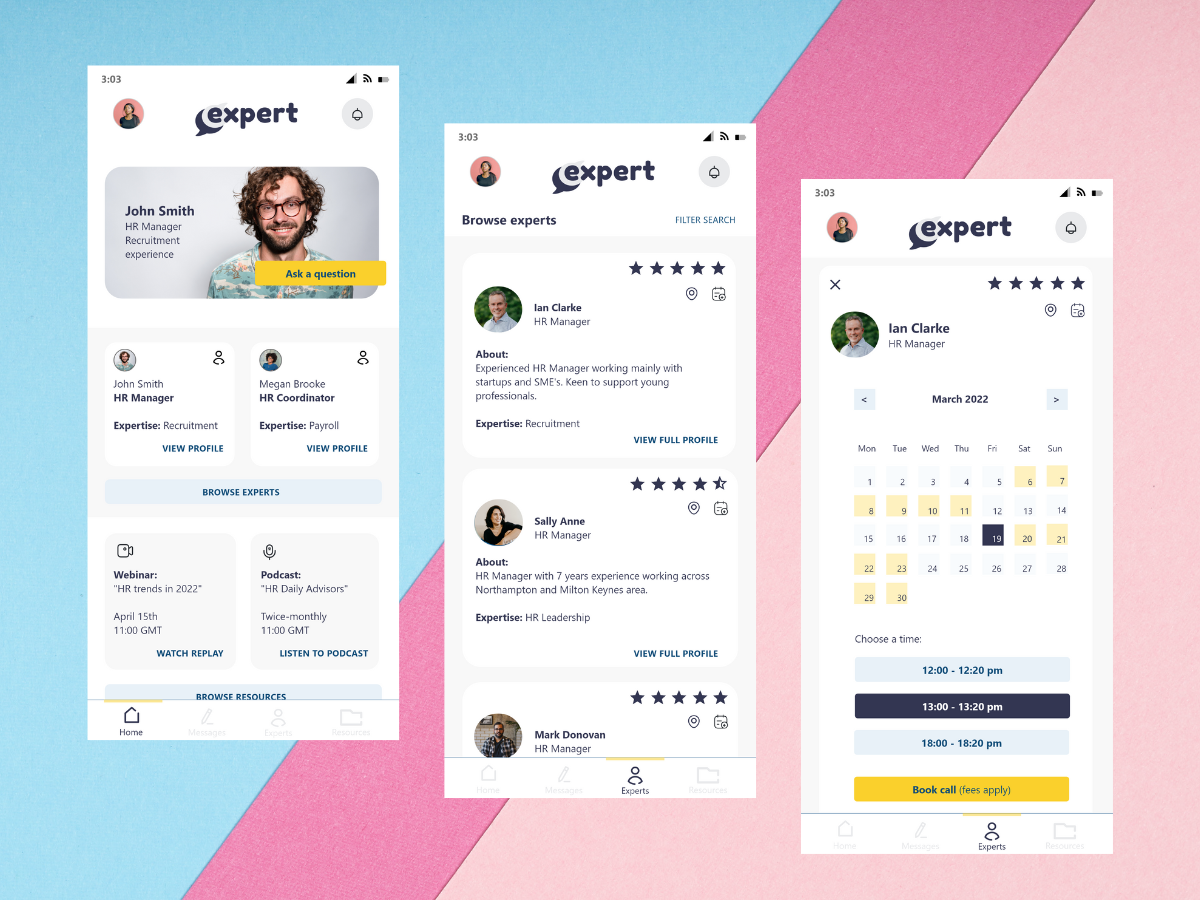 3:03
expert
John Smith
HR Manager
Recruitment
experience
Ask a question
John Smith
HR Manager
Expertise: Recruitment
VIEW PROFILE
Megan Brooke
HR Coordinator
Expertise: Payroll
VIEW PROFILE
BROWSE EXPERTS
Webinar:
"HR trends in 2022"
April 15th
11:00 GMT
WATCH REPLAY
Podcast:
"HR Daily Advisors"
Twice-monthly
11:00 GMT
LISTEN TO PODCAST
BROWSE RESOURCES
Home
Messages
Experts
Resources
3:03
expert
Browse experts
FILTER SEARCH
Ian Clarke
HR Manager
About:
Experienced HR Manager working mainly with
startups and SME's. Keen to support young
professionals.
Expertise: Recruitment
VIEW FULL PROFILE
Sally Anne
HR Manager
About:
HR Manager with 7 years experience working across
Northampton and Milton Keynes area.
Expertise: HR Leadership
VIEW FULL PROFILE
Mark Donovan
HR Manager
Home
Messages
Experts
Resources
3:03
expert
Ian Clarke
HR Manager
< March 2022 >
Mon Tue Wed Thu Fri Sat Sun
1 2 3 4 5 6 7
8 9 10 11 12 13 14
15 16 17 18 19 20 21
22 23 24 25 26 27 28
29 30
Choose a time:
12:00 - 12:20 pm
13:00 - 13:20 pm
18:00 - 18:20 pm
Book call (fees apply)
Home
Messages
Experts
Resources